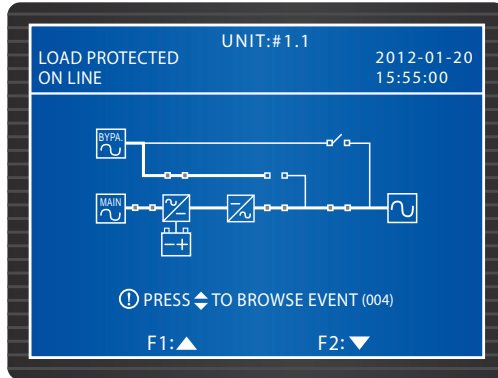 UNIT:#1.1
LOAD PROTECTED
2012-01-20
ON LINE
15:55:00
BYPA.
MAIN
PRESS TO BROWSE EVENT (004)
F1:
F2: